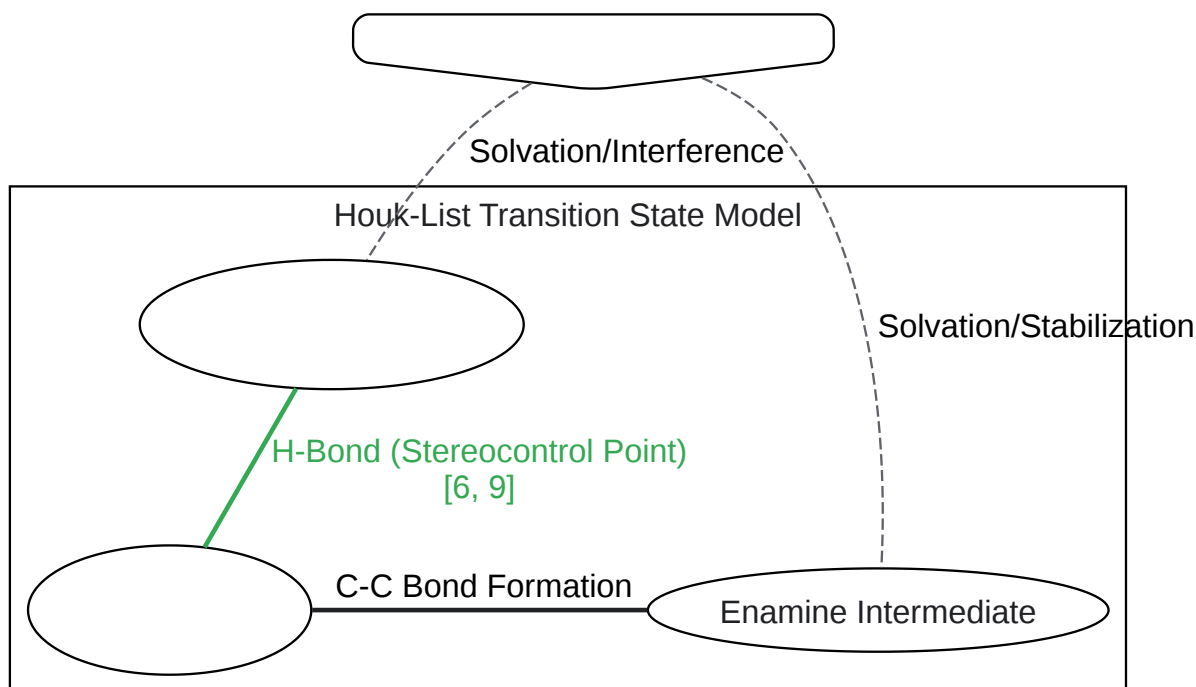 Solvation/Interference
Houk-List Transition State Model
Solvation/Stabilization
H-Bond (Stereocontrol Point)
[6, 9]
C-C Bond Formation
Enamine Intermediate